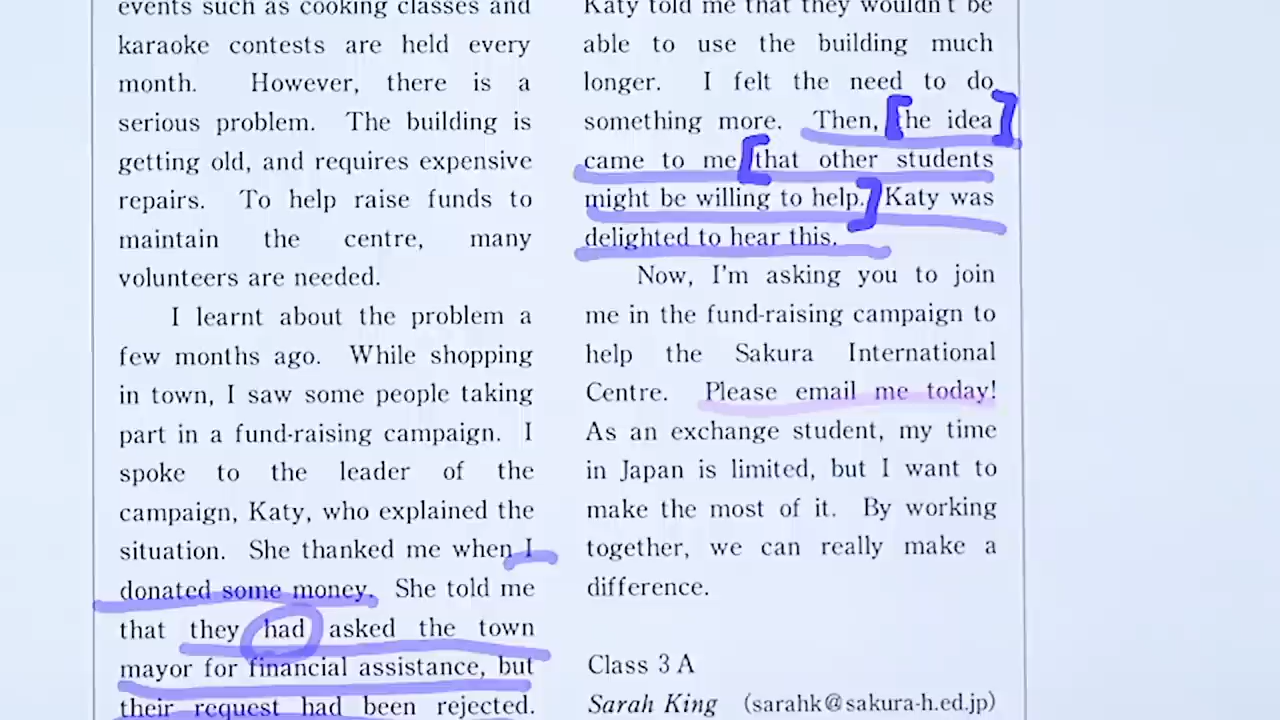 events such as cooking classes and
karaoke contests are held every
month. However, there is a
serious problem. The building is
getting old, and requires expensive
repairs. To help raise funds to
maintain the centre, many
volunteers are needed.
I learnt about the problem a
few months ago. While shopping
in town, I saw some people taking
part in a fund-raising campaign. I
spoke to the leader of the
campaign, Katy, who explained the
situation. She thanked me when I
donated some money. She told me
that they had asked the town
mayor for financial assistance, but
their request had been rejected.
Katy told me that they wouldn't be
able to use the building much
longer. I felt the need to do
something more. Then, the idea
came to me that other students
might be willing to help. Katy was
delighted to hear this.
Now, I'm asking you to join
me in the fund-raising campaign to
help the Sakura International
Centre. Please email me today!
As an exchange student, my time
in Japan is limited, but I want to
make the most of it. By working
together, we can really make a
difference.
Class 3 A
Sarah King (sarahk@sakura-h.ed.jp)